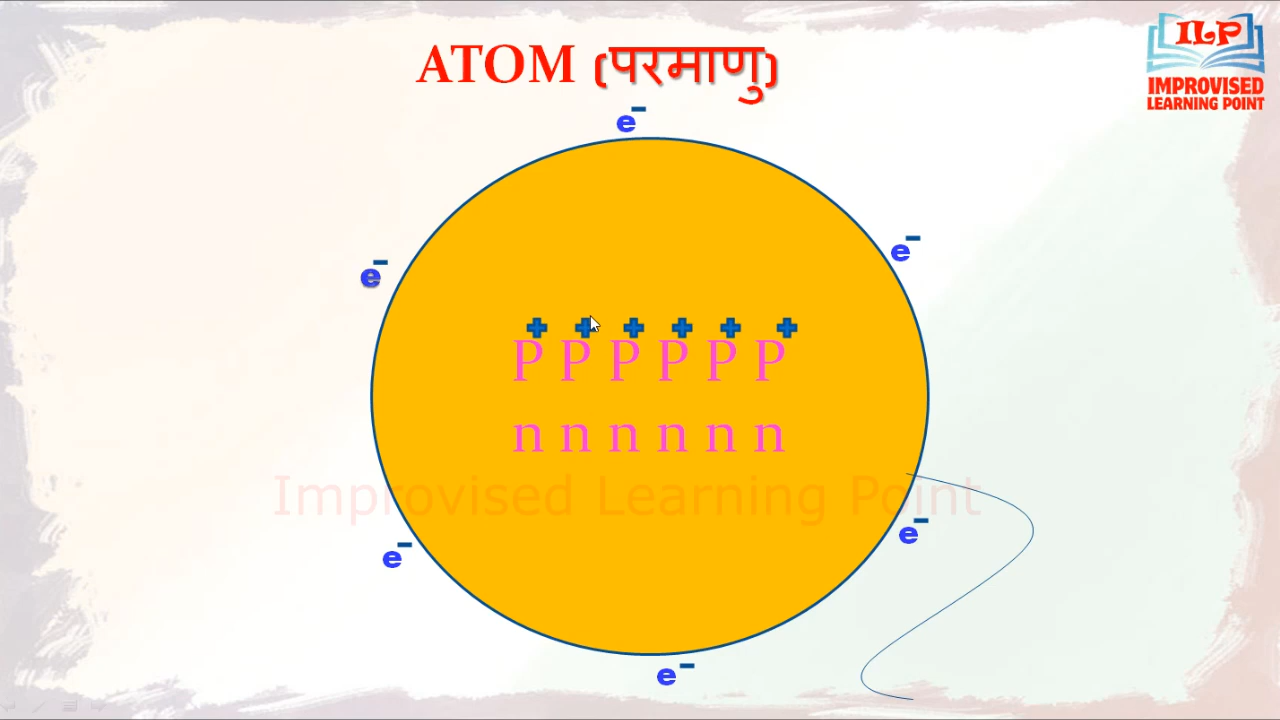 ATOM (परमाणु)
ILP
IMPROVISED
LEARNING POINT
e⁻
e⁻
e⁻
+ + + + + +
P P P P P P
n n n n n n
Improvised Learning Point
e⁻
e⁻
e⁻